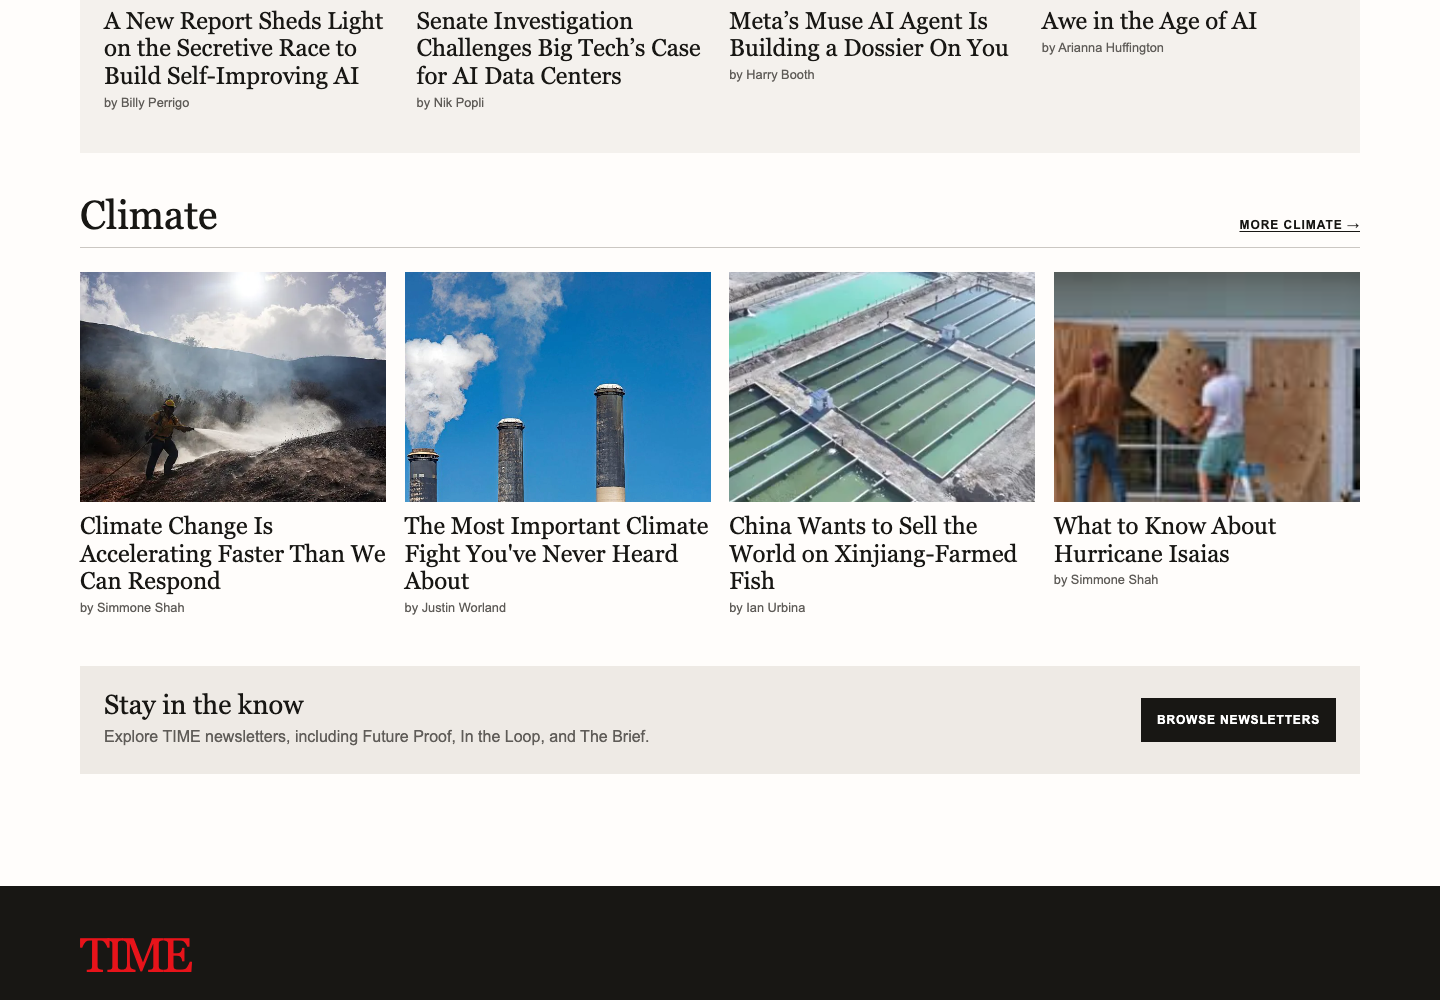 A New Report Sheds Light
on the Secretive Race to
Build Self-Improving AI
by Billy Perrigo
Senate Investigation
Challenges Big Tech’s Case
for AI Data Centers
by Nik Popli
Meta’s Muse AI Agent Is
Building a Dossier On You
by Harry Booth
Awe in the Age of AI
by Arianna Huffington
Climate
MORE CLIMATE →
Climate Change Is
Accelerating Faster Than We
Can Respond
by Simmone Shah
The Most Important Climate
Fight You've Never Heard
About
by Justin Worland
China Wants to Sell the
World on Xinjiang-Farmed
Fish
by Ian Urbina
What to Know About
Hurricane Isaias
by Simmone Shah
Stay in the know
Explore TIME newsletters, including Future Proof, In the Loop, and The Brief.
BROWSE NEWSLETTERS
TIME